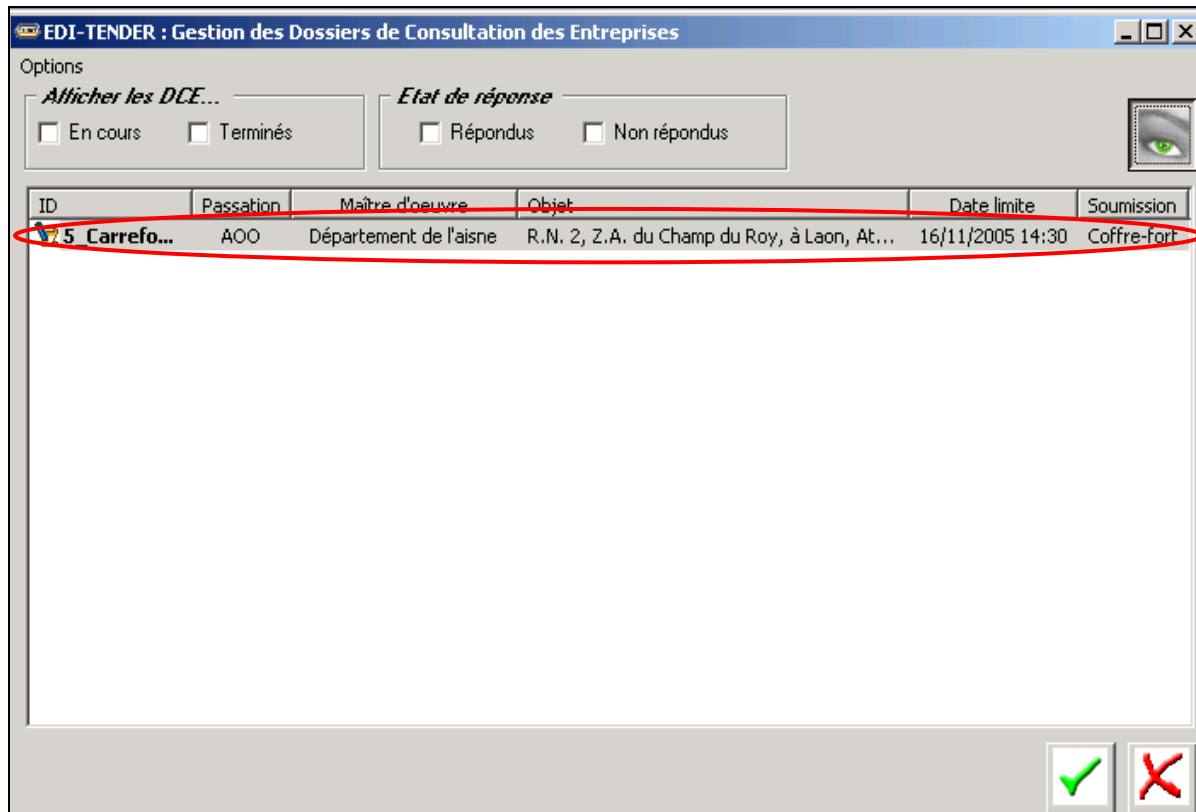 EDI-TENDER : Gestion des Dossiers de Consultation des Entreprises
Options
Afficher les DCE...
Etat de réponse
En cours Terminés Répondus Non répondus
ID Passation Maître d'oeuvre Objet Date limite Soumission
5_Carrefo... AOO Département de l'aisne R.N. 2, Z.A. du Champ du Roy, à Laon, At... 16/11/2005 14:30 Coffre-fort